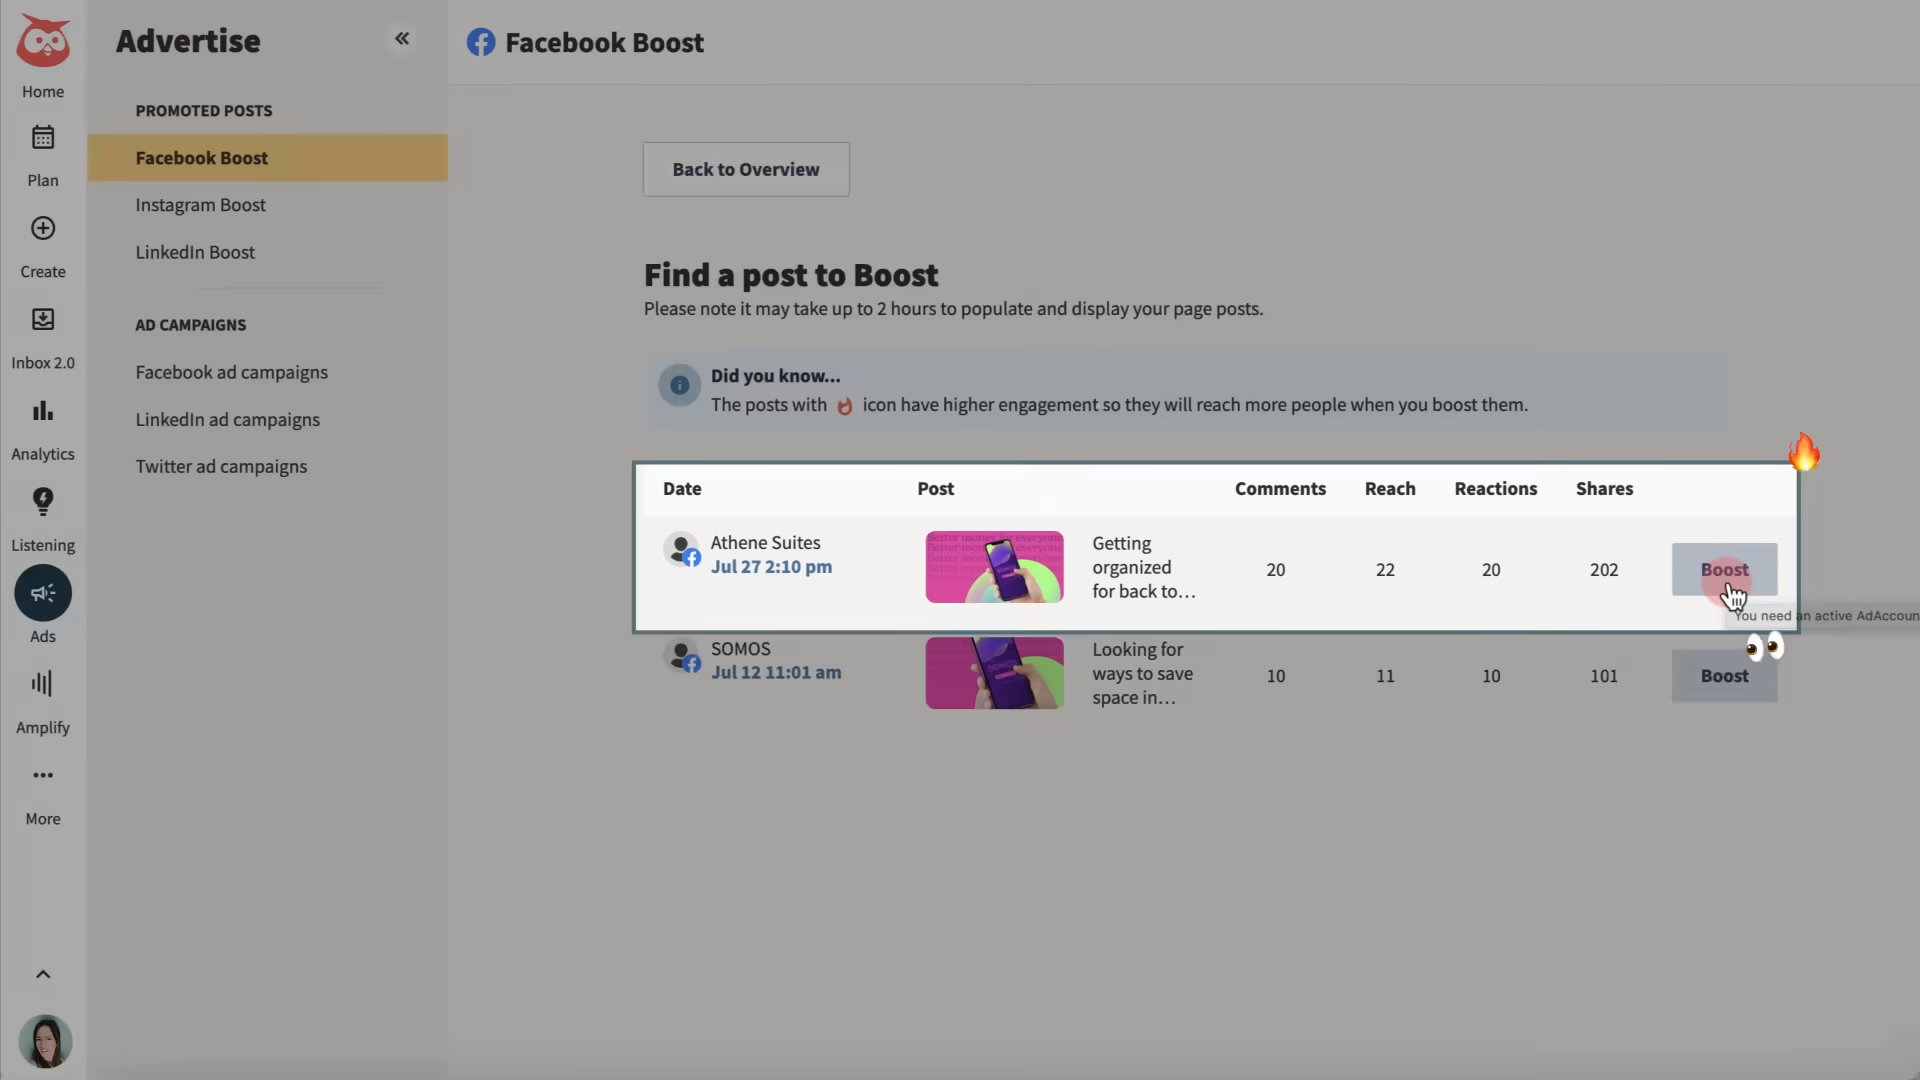 Advertise
Facebook Boost
Home
Plan
Create
Inbox 2.0
Analytics
Listening
Ads
Amplify
More
PROMOTED POSTS
Facebook Boost
Instagram Boost
LinkedIn Boost
AD CAMPAIGNS
Facebook ad campaigns
LinkedIn ad campaigns
Twitter ad campaigns
Back to Overview
Find a post to Boost
Please note it may take up to 2 hours to populate and display your page posts.
Did you know...
The posts with icon have higher engagement so they will reach more people when you boost them.
Date Post Comments Reach Reactions Shares
Athene Suites
Jul 27 2:10 pm
Better money for everyone
SOMOS
Getting
organized
for back to...
20 22 20 202
Boost
You need an active AdAccoun
SOMOS
Jul 12 11:01 am
SOMOS
Looking for
ways to save
space in...
10 11 10 101
Boost